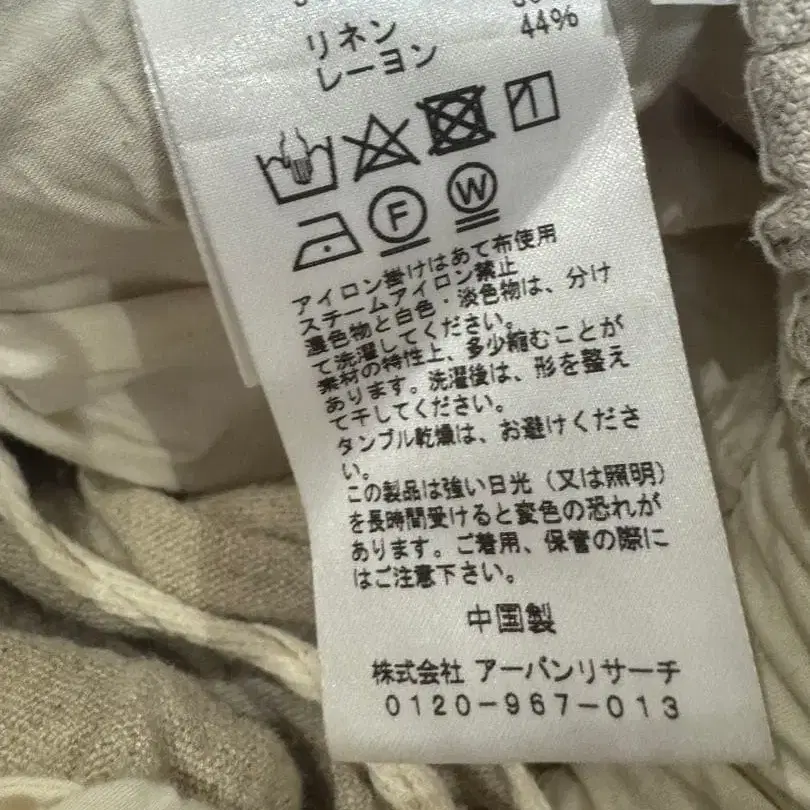 リネン
レーヨン 44%
F W
アイロン掛けはあて布使用
スチームアイロン禁止
濃色物と白色・淡色物は、分け
て洗濯してください。
素材の特性上、多少縮むことが
あります。洗濯後は、形を整え
て干してください。
タンブル乾燥は、お避けくださ
い。
この製品は強い日光（又は照明）
を長時間受けると変色の恐れが
あります。ご着用、保管の際に
はご注意下さい。
中国製
株式会社 アーバンリサーチ
0120-967-013